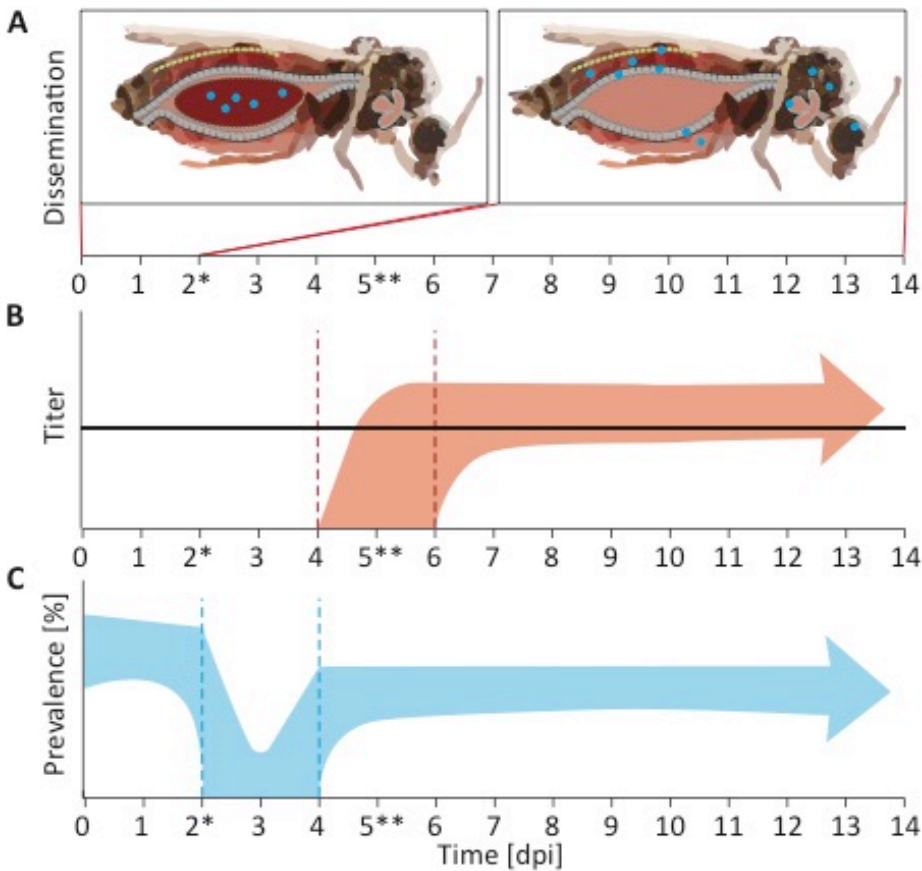 A
Dissemination
0 1 2* 3 4 5** 6 7 8 9 10 11 12 13 14
B
Titer
0 1 2* 3 4 5** 6 7 8 9 10 11 12 13 14
C
Prevalence [%]
0 1 2* 3 4 5** 6 7 8 9 10 11 12 13 14
Time [dpi]